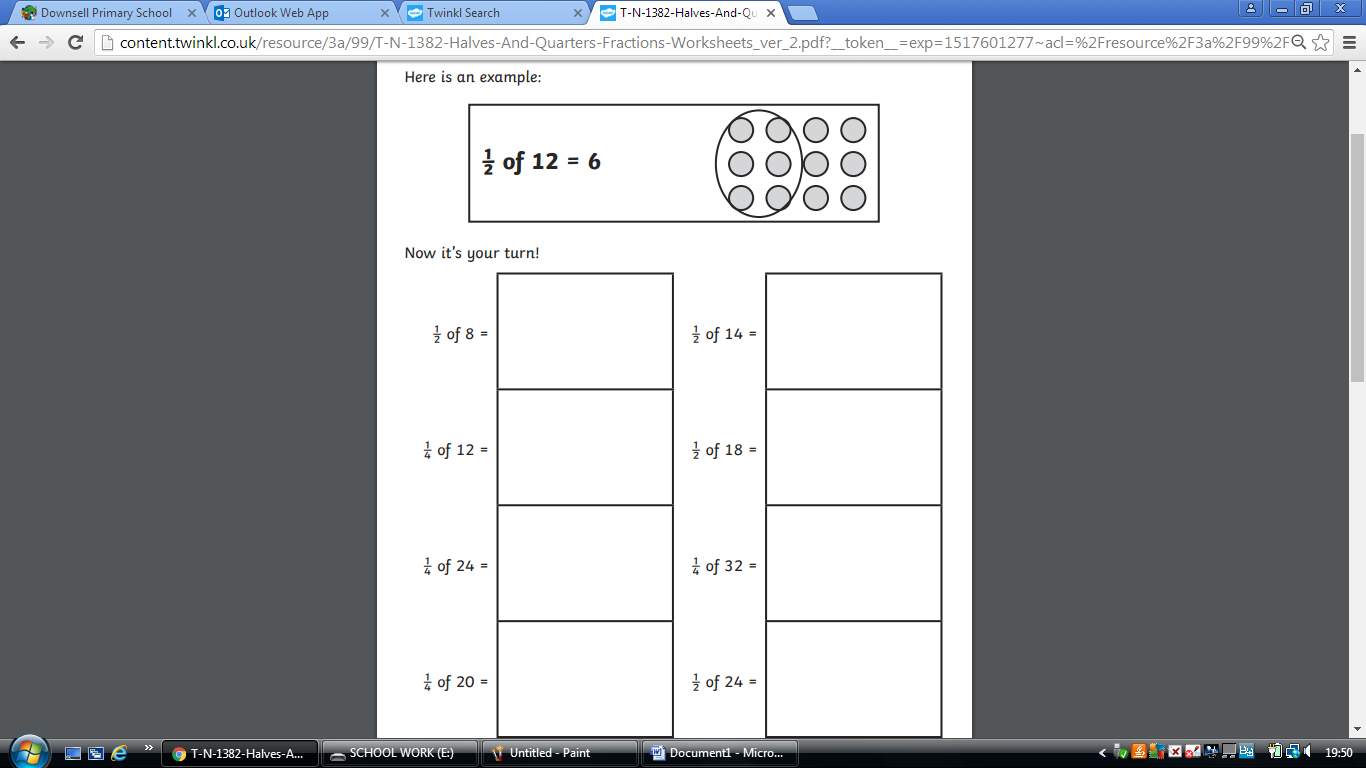 Downsell Primary School
Outlook Web App
Twinkl Search
T-N-1382-Halves-And-Qu
content.twinkl.co.uk/resource/3a/99/T-N-1382-Halves-And-Quarters-Fractions-Worksheets_ver_2.pdf?__token__=exp=1517601277~acl=%2Fresource%2F3a%2F99%2F
Here is an example:
1/2 of 12 = 6
Now it's your turn!
1/2 of 8 =
1/2 of 14 =
1/4 of 12 =
1/2 of 18 =
1/4 of 24 =
1/4 of 32 =
1/4 of 20 =
1/2 of 24 =
T-N-1382-Halves-A...
SCHOOL WORK (E:)
Untitled - Paint
Document1 - Micro...
19:50